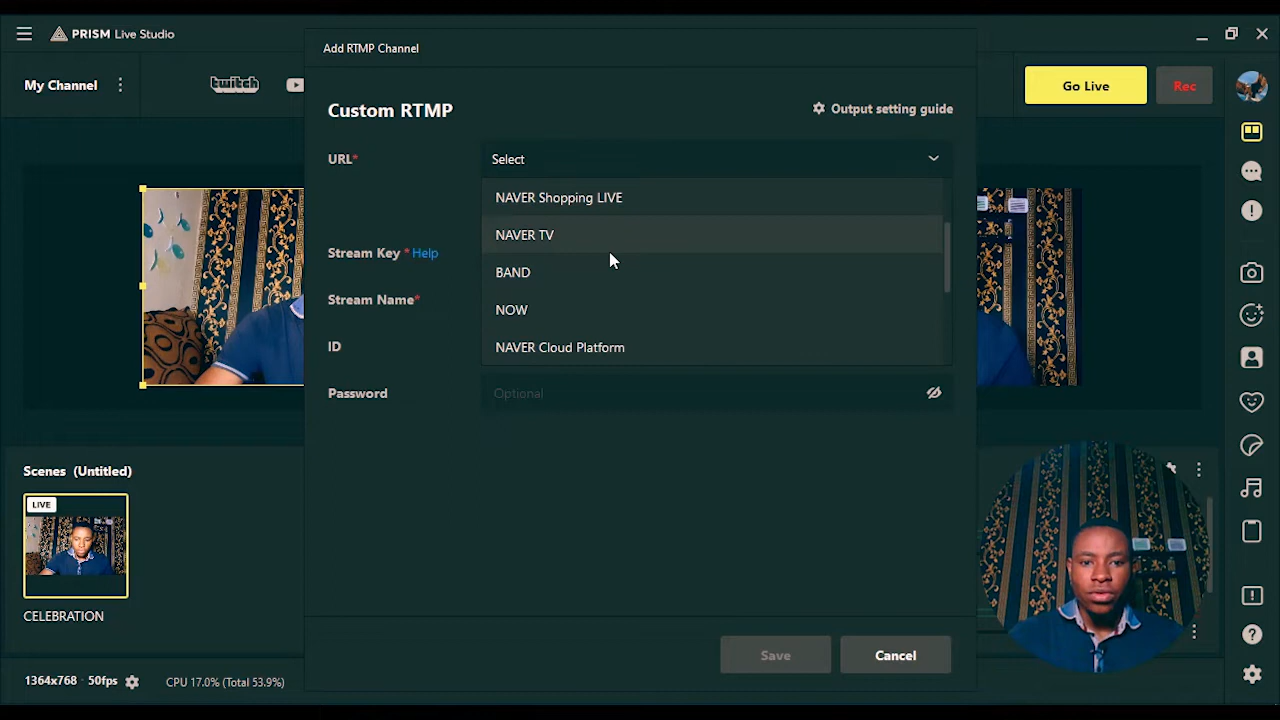 PRISM Live Studio
Add RTMP Channel
My Channel
twitch
Go Live
Rec
Custom RTMP
Output setting guide
URL*
Select
NAVER Shopping LIVE
NAVER TV
Stream Key * Help
BAND
Stream Name*
NOW
ID
NAVER Cloud Platform
Password
Optional
Scenes (Untitled)
LIVE
CELEBRATION
Save
Cancel
1364x768 · 50fps
CPU 17.0% (Total 53.9%)